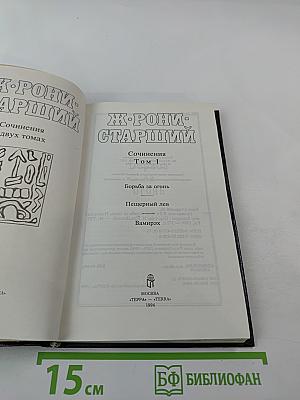 Ж·РОНИ-
СТАРШИЙ
Сочинения
двух томах
Ж·РОНИ-
СТАРШИЙ
Сочинения
Том 1
Борьба за огонь
Пещерный лев
Вамирэх
МОСКВА
«ТЕРРА» — «TERRA»
1994
15 см
БФ БИБЛИОФАН